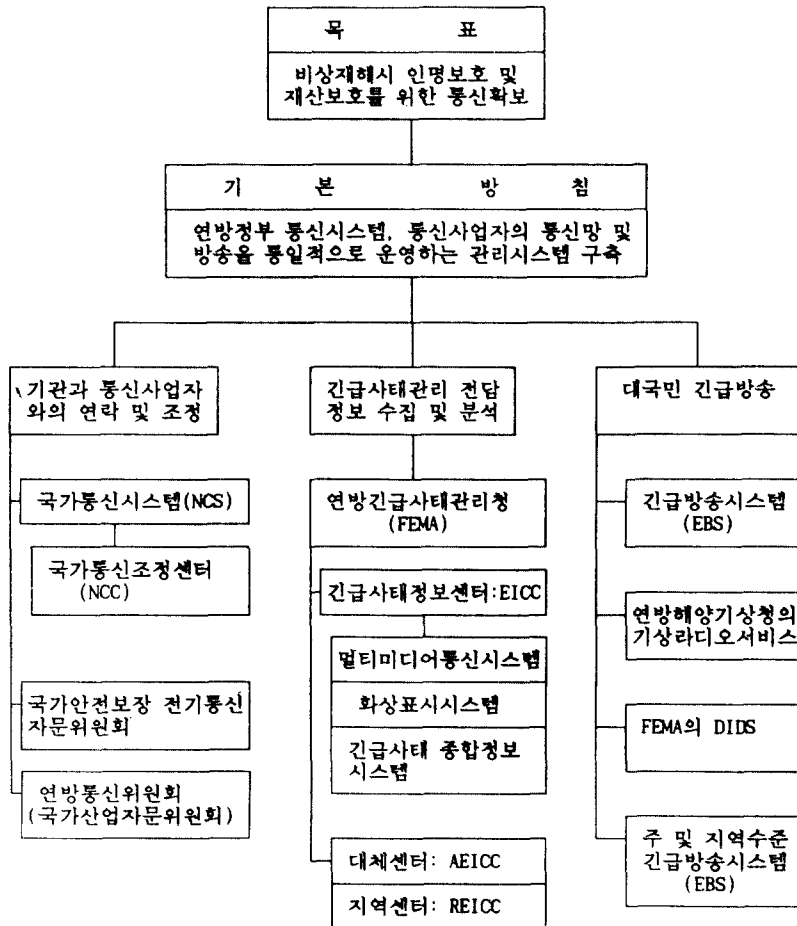 목 표
비상재해시 인명보호 및
재산보호를 위한 통신확보
기 본 방 침
연방정부 통신시스템, 통신사업자의 통신망 및
방송을 통일적으로 운영하는 관리시스템 구축
기관과 통신사업자
와의 연락 및 조정
국가통신시스템(NCS)
국가통신조정센터
(NCC)
국가안전보장 전기통신
자문위원회
연방통신위원회
(국가산업자문위원회)
긴급사태관리 전담
정보 수집 및 분석
연방긴급사태관리청
(FEMA)
긴급사태정보센터:EICC
멀티미디어통신시스템
화상표시시스템
긴급사태 종합정보
시스템
대체센터: AEICC
지역센터: REICC
대국민 긴급방송
긴급방송시스템
(EBS)
연방해양기상청의
기상라디오서비스
FEMA의 DIDS
주 및 지역수준
긴급방송시스템
(EBS)